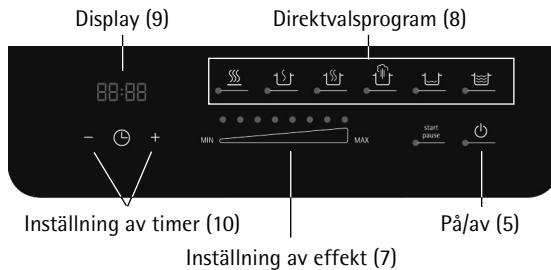 Display (9)
Direktvalsprogram (8)
88:88
start
pause
− +
MIN MAX
Inställning av timer (10)
På/av (5)
Inställning av effekt (7)